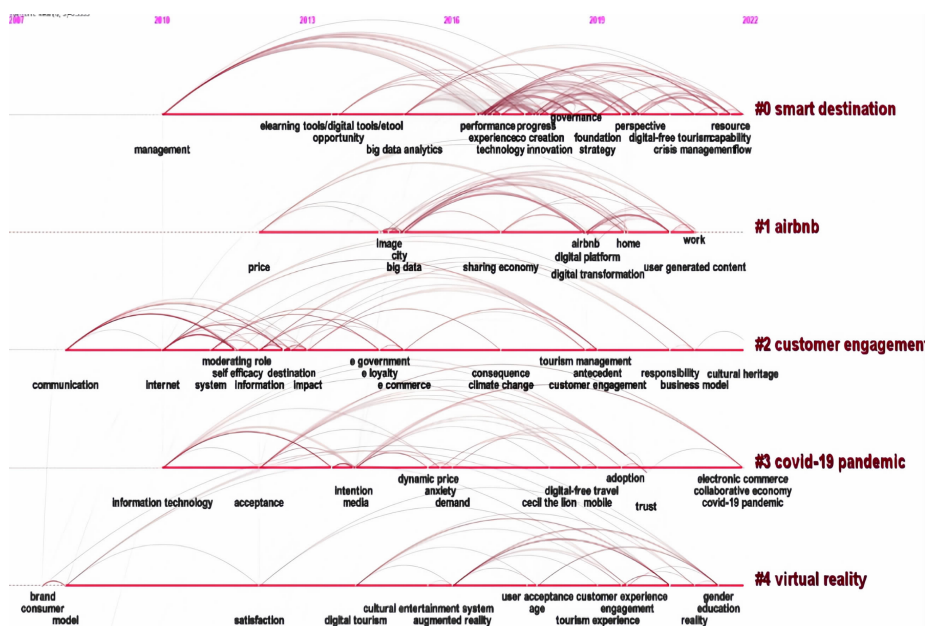 2007 2010 2013 2016 2019 2022
#0 smart destination
governance
elearning tools/digital tools/etool performance progress perspective resource
opportunity experience co creation foundation digital-free tourism capability
management big data analytics technology innovation strategy crisis management flow
#1 airbnb
image airbnb home work
city digital platform
price big data sharing economy user generated content
digital transformation
#2 customer engagement
moderating role e government tourism management
self efficacy destination e loyalty consequence antecedent responsibility cultural heritage
communication internet system information impact e commerce climate change customer engagement business model
#3 covid-19 pandemic
dynamic price adoption electronic commerce
intention anxiety digital-free travel collaborative economy
information technology acceptance media demand cecil the lion mobile covid-19 pandemic
trust
#4 virtual reality
brand user acceptance customer experience gender
consumer cultural entertainment system age engagement education
model satisfaction digital tourism augmented reality tourism experience reality